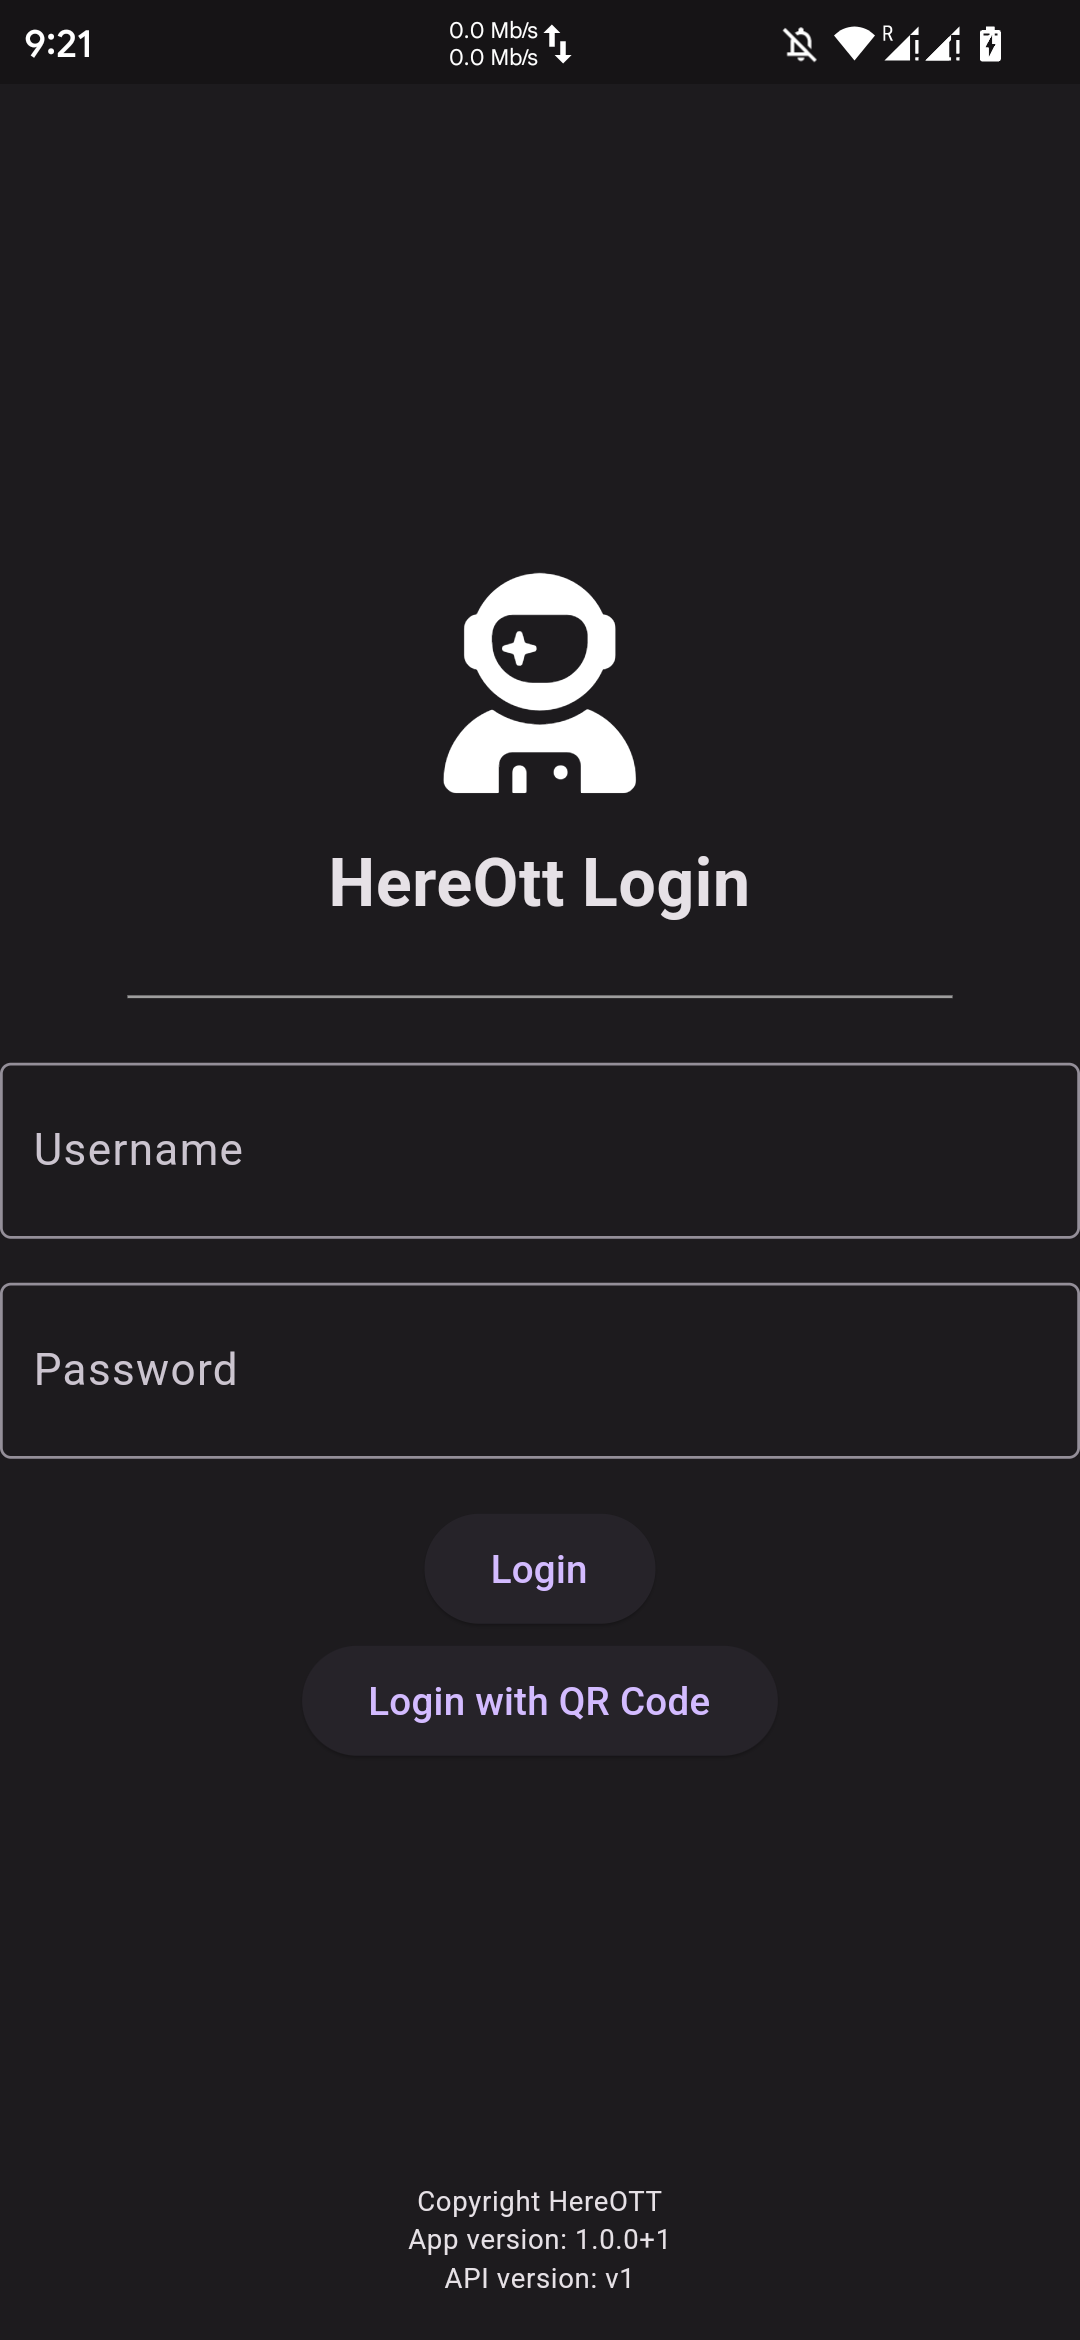 9:21
0.0 Mb/s
0.0 Mb/s
R
HereOtt Login
Username
Password
Login
Login with QR Code
Copyright HereOTT
App version: 1.0.0+1
API version: v1